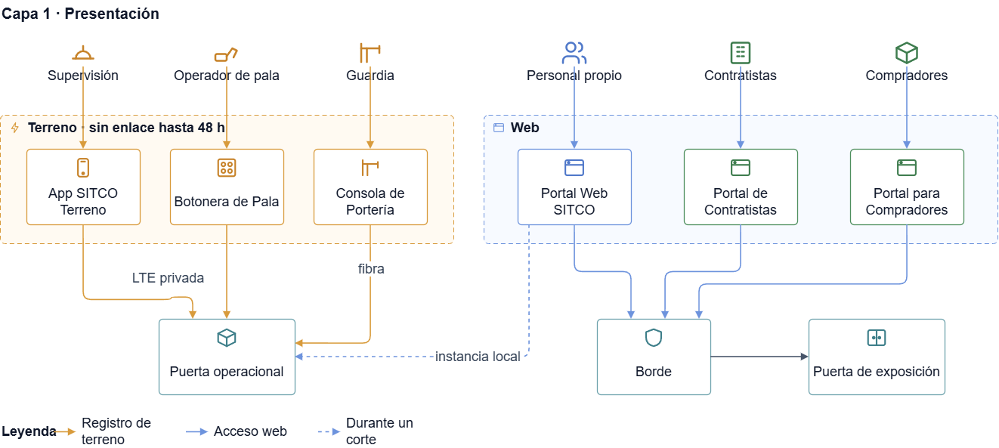 Capa 1 · Presentación
Supervisión
Operador de pala
Guardia
Personal propio
Contratistas
Compradores
Terreno · sin enlace hasta 48 h
Web
App SITCO
Terreno
Botonera de Pala
Consola de
Portería
Portal Web
SITCO
Portal de
Contratistas
Portal para
Compradores
LTE privada
fibra
instancia local
Puerta operacional
Borde
Puerta de exposición
Leyenda
Registro de
terreno
Acceso web
Durante un
corte